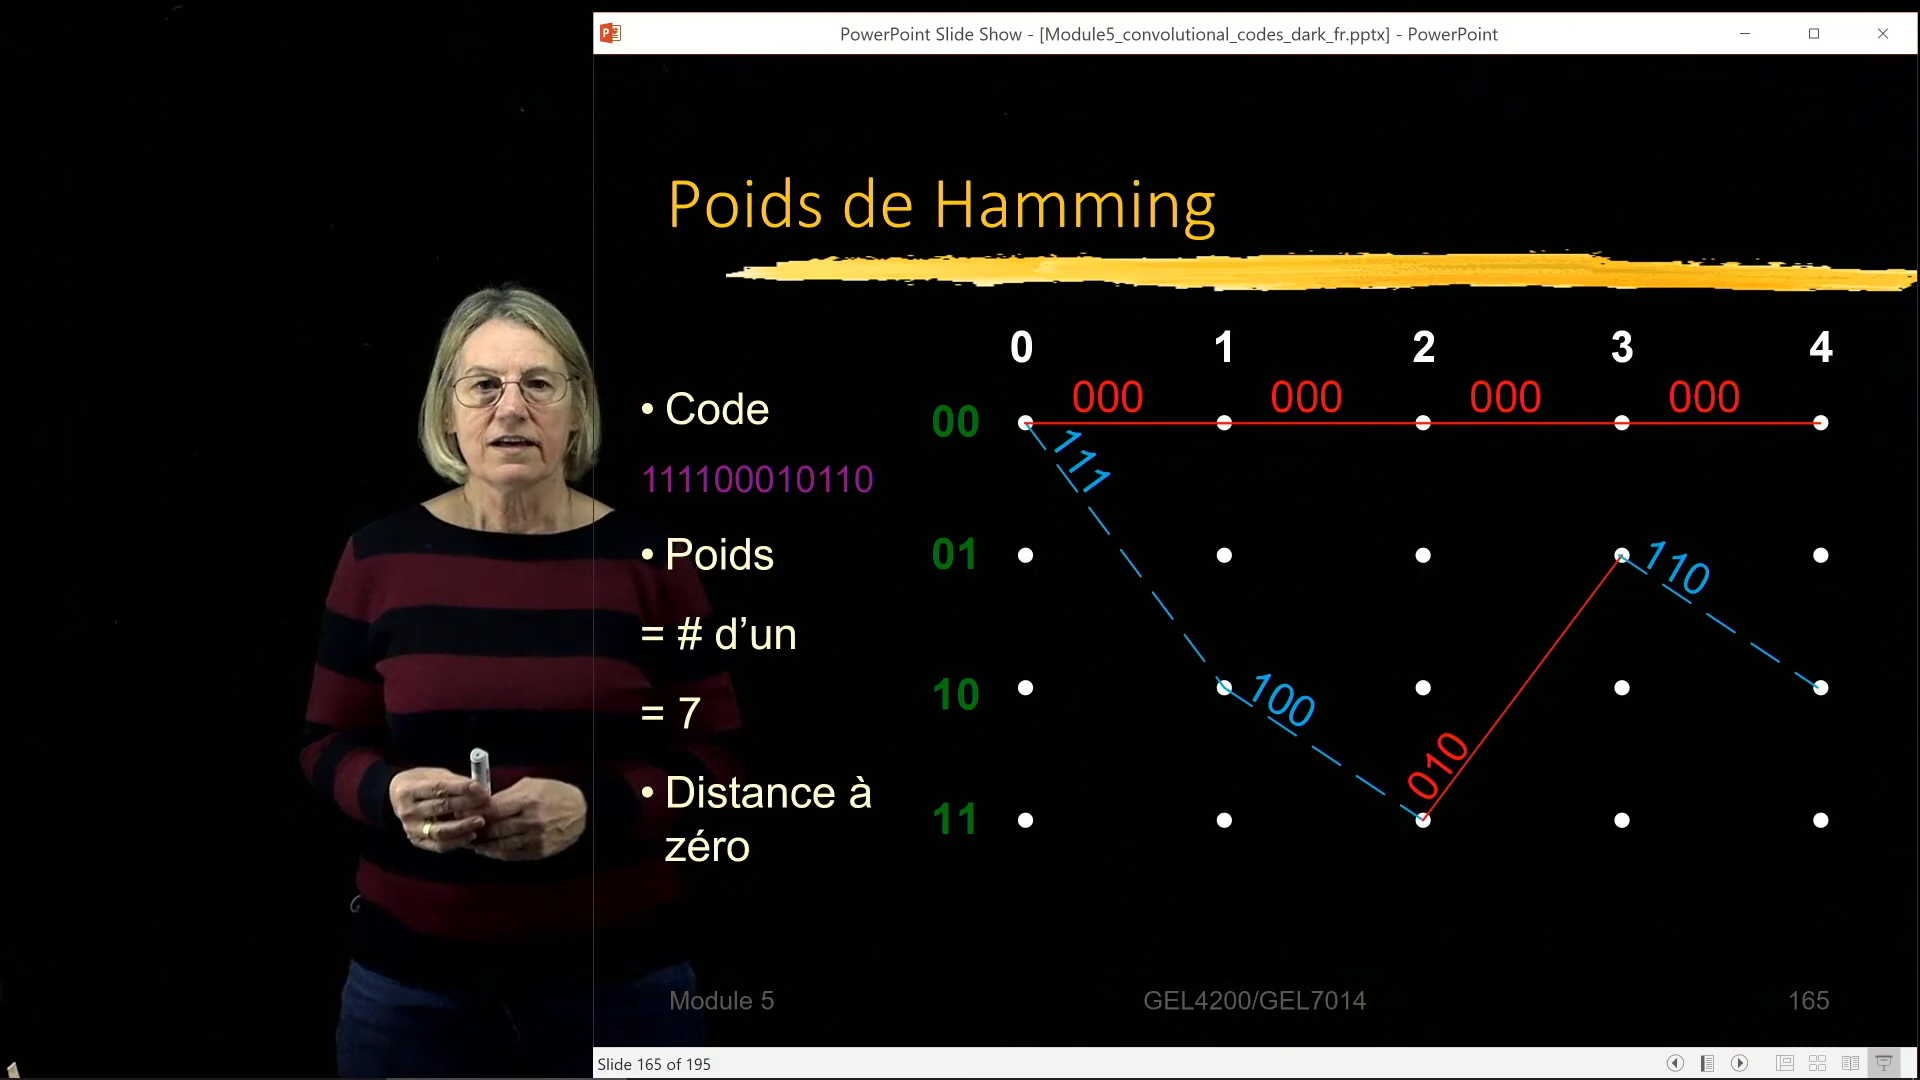 PowerPoint Slide Show - [Module5_convolutional_codes_dark_fr.pptx] - PowerPoint
Poids de Hamming
• Code
111100010110
• Poids
= # d’un
= 7
• Distance à
zéro
0 1 2 3 4
000 000 000 000
00
111
01
110
10
100
010
11
Module 5
GEL4200/GEL7014
165
Slide 165 of 195